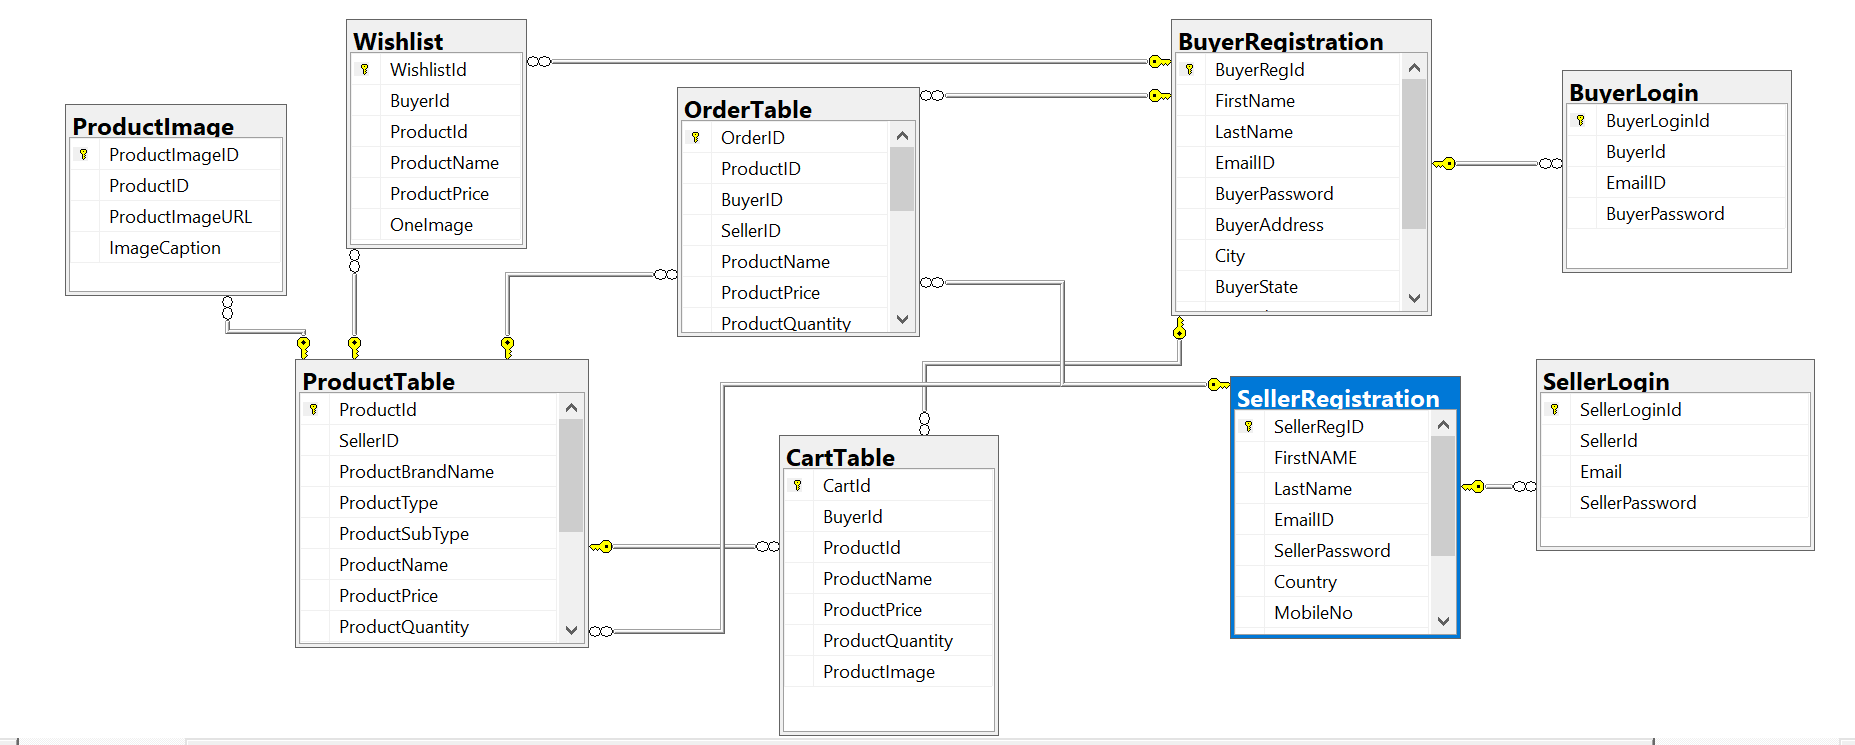 ProductImage
ProductImageID
ProductID
ProductImageURL
ImageCaption
Wishlist
WishlistId
BuyerId
ProductId
ProductName
ProductPrice
OneImage
OrderTable
OrderID
ProductID
BuyerID
SellerID
ProductName
ProductPrice
ProductQuantity
BuyerRegistration
BuyerRegId
FirstName
LastName
EmailID
BuyerPassword
BuyerAddress
City
BuyerState
BuyerLogin
BuyerLoginId
BuyerId
EmailID
BuyerPassword
ProductTable
ProductId
SellerID
ProductBrandName
ProductType
ProductSubType
ProductName
ProductPrice
ProductQuantity
CartTable
CartId
BuyerId
ProductId
ProductName
ProductPrice
ProductQuantity
ProductImage
SellerRegistration
SellerRegID
FirstNAME
LastName
EmailID
SellerPassword
Country
MobileNo
SellerLogin
SellerLoginId
SellerId
Email
SellerPassword